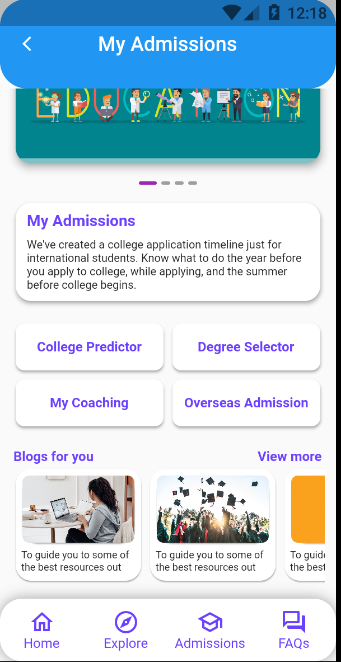 12:18
My Admissions
EDUCATION
My Admissions
We've created a college application timeline just for
international students. Know what to do the year before
you apply to college, while applying, and the summer
before college begins.
College Predictor
Degree Selector
My Coaching
Overseas Admission
Blogs for you
View more
To guide you to some of
the best resources out
To guide you to some of
the best resources out
To guid
the best
Home
Explore
Admissions
FAQs